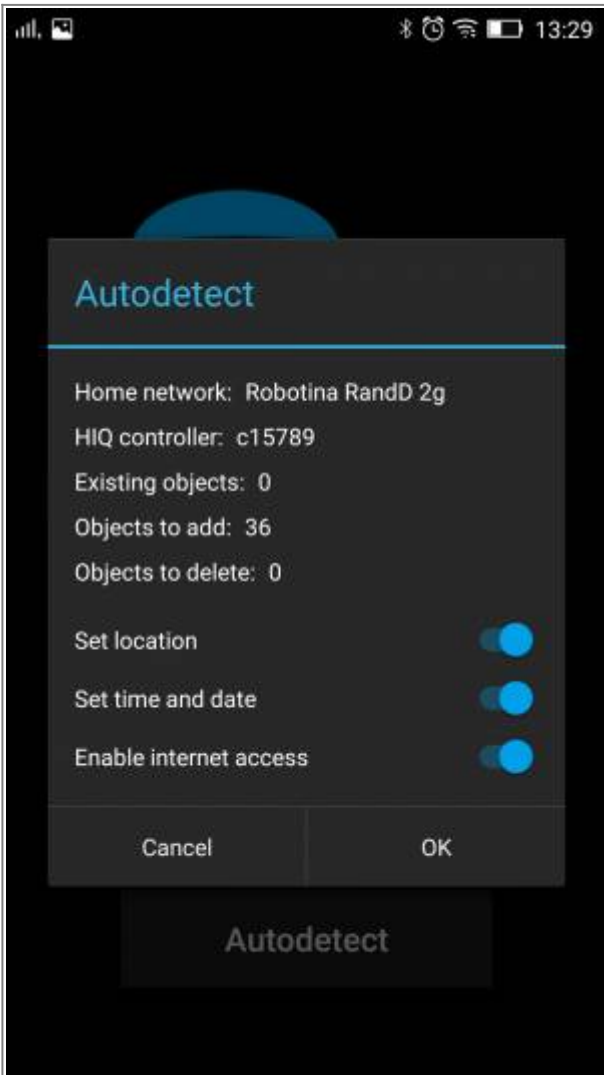 13:29
Autodetect
Home network: Robotina RandD 2g
HIQ controller: c15789
Existing objects: 0
Objects to add: 36
Objects to delete: 0
Set location
Set time and date
Enable internet access
Cancel OK
Autodetect